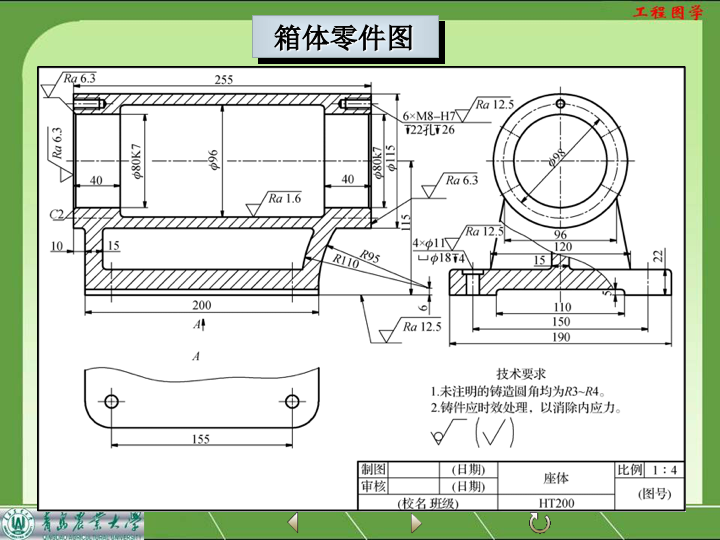 工程图学
箱体零件图
Ra 6.3
255
Ra 12.5
6×M8-H7
↧22孔↧26
Ra 6.3
φ80K7
φ96
φ80k7
φ115
φ98
40
40
Ra 1.6
Ra 6.3
C2
115
Ra 12.5
96
10
15
4×φ11
⌴φ18↧4
120
R95
R110
15
22
200
6
5
110
A
Ra 12.5
150
190
A
技术要求
1.未注明的铸造圆角均为R3~R4。
2.铸件应时效处理，以消除内应力。
(√)
155
制图 (日期) 座体 比例 1：4
审核 (日期) (图号)
(校名 班级) HT200
青岛农业大学
QINGDAO AGRICULTURAL UNIVERSITY